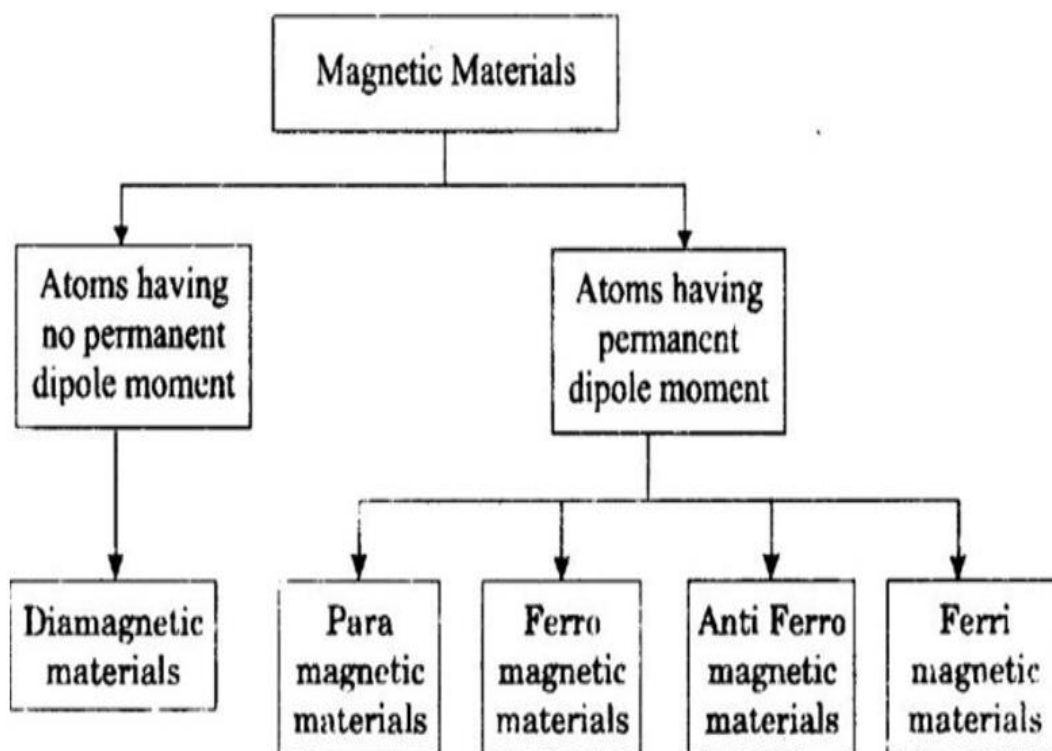 Magnetic Materials
Atoms having
no permanent
dipole moment
Atoms having
permanent
dipole moment
Diamagnetic
materials
Para
magnetic
materials
Ferro
magnetic
materials
Anti Ferro
magnetic
materials
Ferri
magnetic
materials